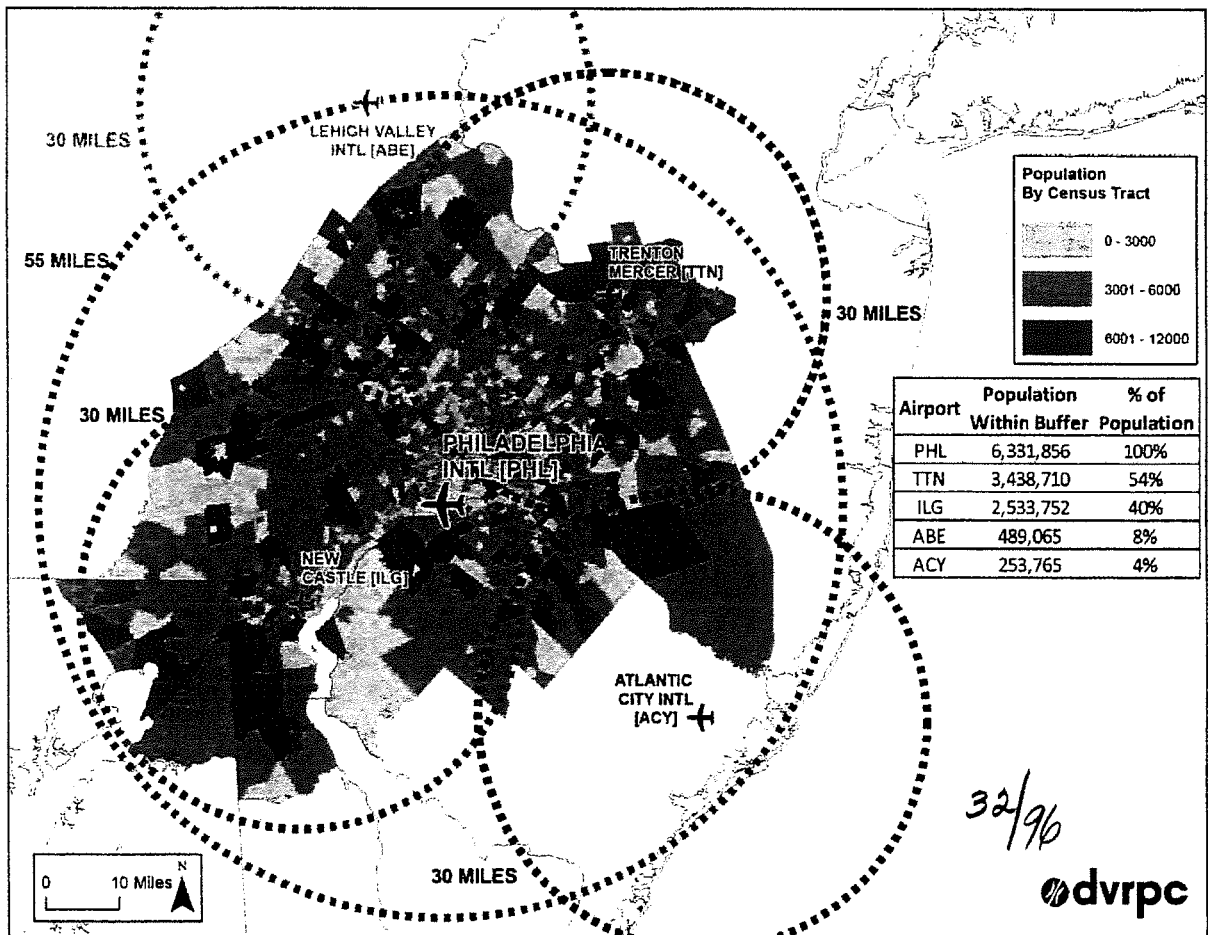 30 MILES
LEHIGH VALLEY
INTL [ABE]
55 MILES
TRENTON
MERCER [TTN]
30 MILES
30 MILES
PHILADELPHIA
INTL [PHL]
NEW
CASTLE [ILG]
ATLANTIC
CITY INTL
[ACY]
30 MILES
Population
By Census Tract
0 - 3000
3001 - 6000
6001 - 12000
Airport Population Within Buffer % of Population
PHL 6,331,856 100%
TTN 3,438,710 54%
ILG 2,533,752 40%
ABE 489,065 8%
ACY 253,765 4%
32/96
0 10 Miles
N
dvrpc